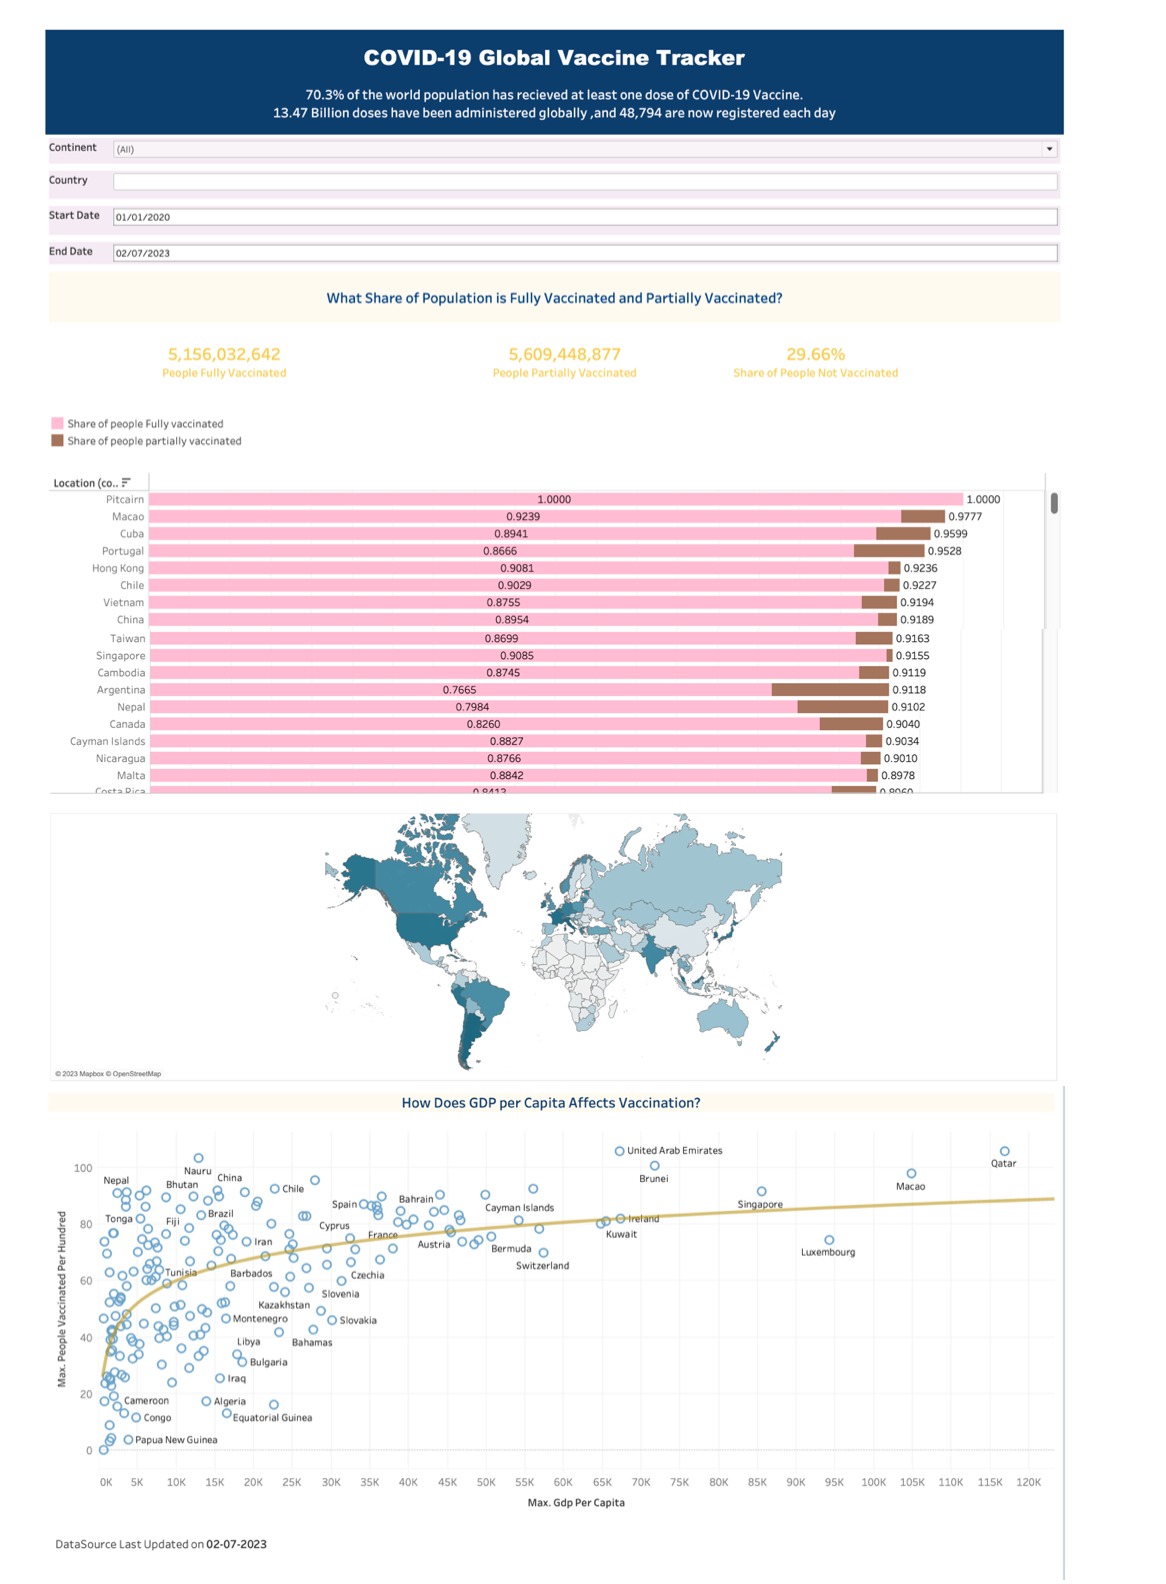 COVID-19 Global Vaccine Tracker
70.3% of the world population has recieved at least one dose of COVID-19 Vaccine.
13.47 Billion doses have been administered globally ,and 48,794 are now registered each day
Continent (All)
Country
Start Date 01/01/2020
End Date 02/07/2023
What Share of Population is Fully Vaccinated and Partially Vaccinated?
5,156,032,642 5,609,448,877 29.66%
People Fully Vaccinated People Partially Vaccinated Share of People Not Vaccinated
Share of people Fully vaccinated
Share of people partially vaccinated
Location (co..
Pitcairn 1.0000 1.0000
Macao 0.9239 0.9777
Cuba 0.8941 0.9599
Portugal 0.8666 0.9528
Hong Kong 0.9081 0.9236
Chile 0.9029 0.9227
Vietnam 0.8755 0.9194
China 0.8954 0.9189
Taiwan 0.8699 0.9163
Singapore 0.9085 0.9155
Cambodia 0.8745 0.9119
Argentina 0.7665 0.9118
Nepal 0.7984 0.9102
Canada 0.8260 0.9040
Cayman Islands 0.8827 0.9034
Nicaragua 0.8766 0.9010
Malta 0.8842 0.8978
Costa Rica
© 2023 Mapbox © OpenStreetMap
How Does GDP per Capita Affects Vaccination?
Max. People Vaccinated Per Hundred
United Arab Emirates
Qatar
100
Nauru
Nepal
China
Bhutan
Brunei
Macao
Chile
Spain
Bahrain
Cayman Islands
Singapore
Tonga
Fiji
Brazil
80
Cyprus
France
Ireland
Kuwait
Iran
Austria
Bermuda
Luxembourg
Switzerland
Tunisia
Barbados
Czechia
60
Slovenia
Kazakhstan
Montenegro
Slovakia
40
Libya
Bahamas
Bulgaria
Iraq
20
Cameroon
Algeria
Congo
Equatorial Guinea
Papua New Guinea
0
0K 5K 10K 15K 20K 25K 30K 35K 40K 45K 50K 55K 60K 65K 70K 75K 80K 85K 90K 95K 100K 105K 110K 115K 120K
Max. Gdp Per Capita
DataSource Last Updated on 02-07-2023